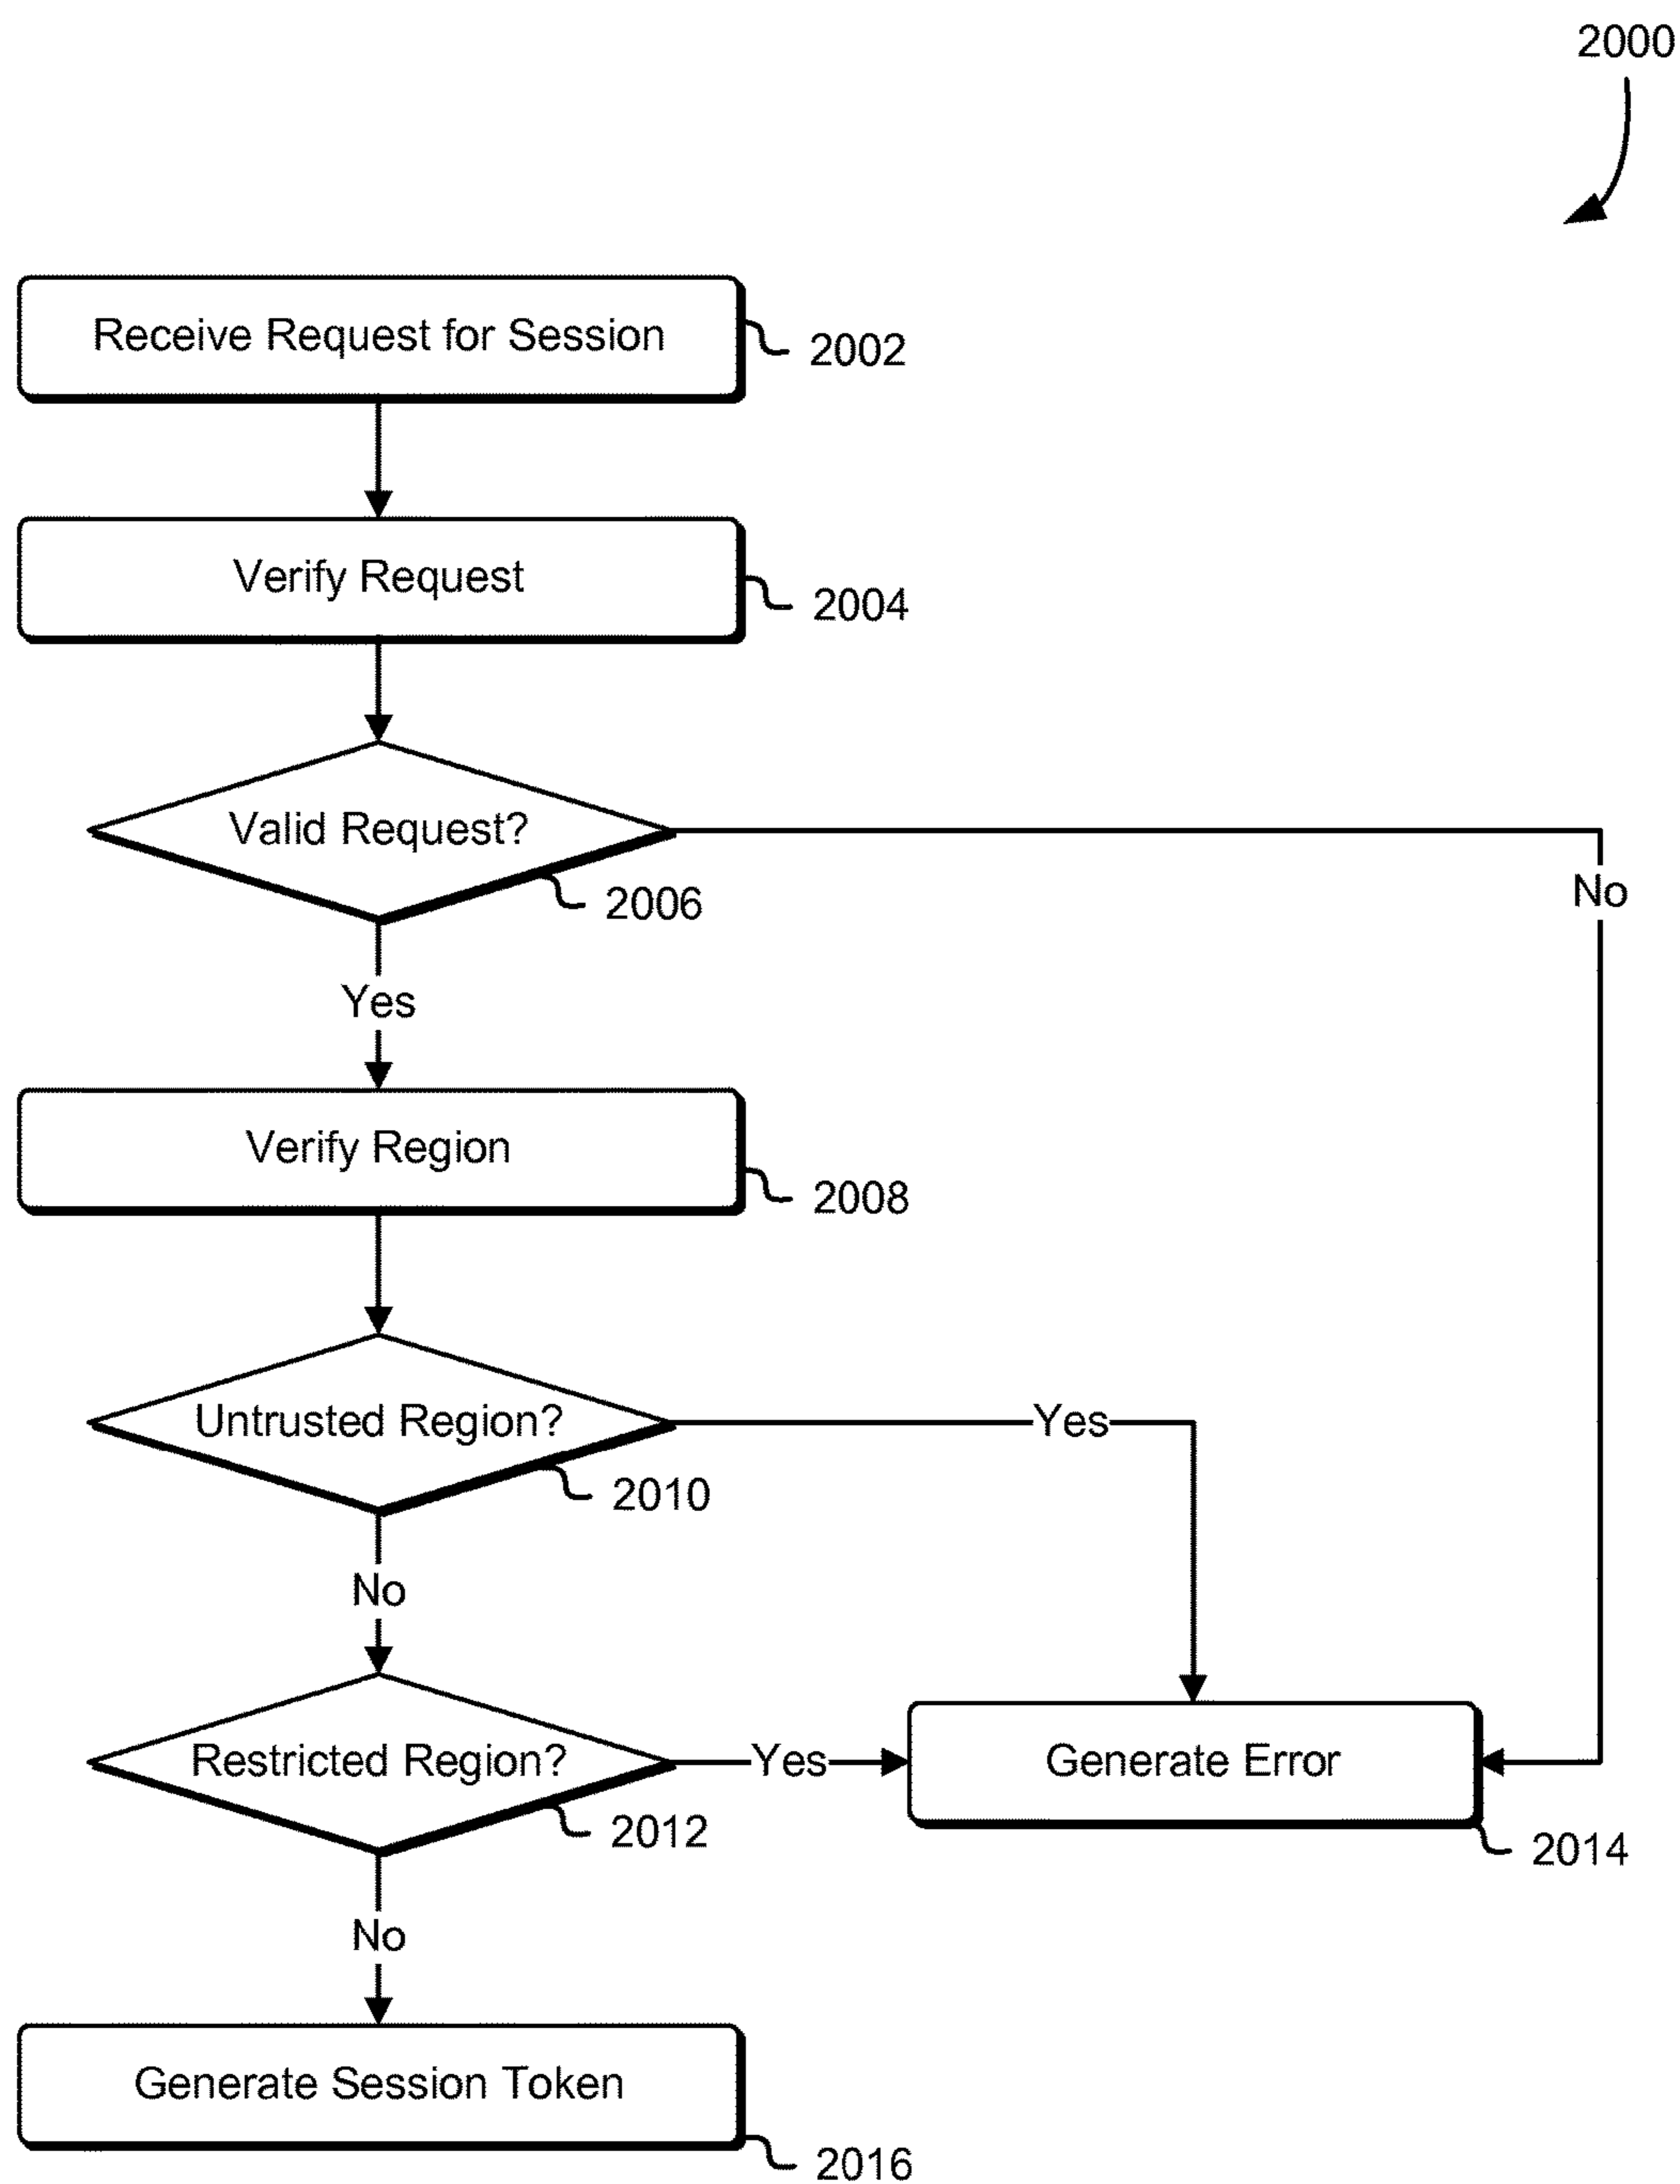 2000
Receive Request for Session
2002
Verify Request
2004
Valid Request?
2006
No
Yes
Verify Region
2008
Untrusted Region?
Yes
2010
No
Restricted Region?
Yes
Generate Error
2012
2014
No
Generate Session Token
2016